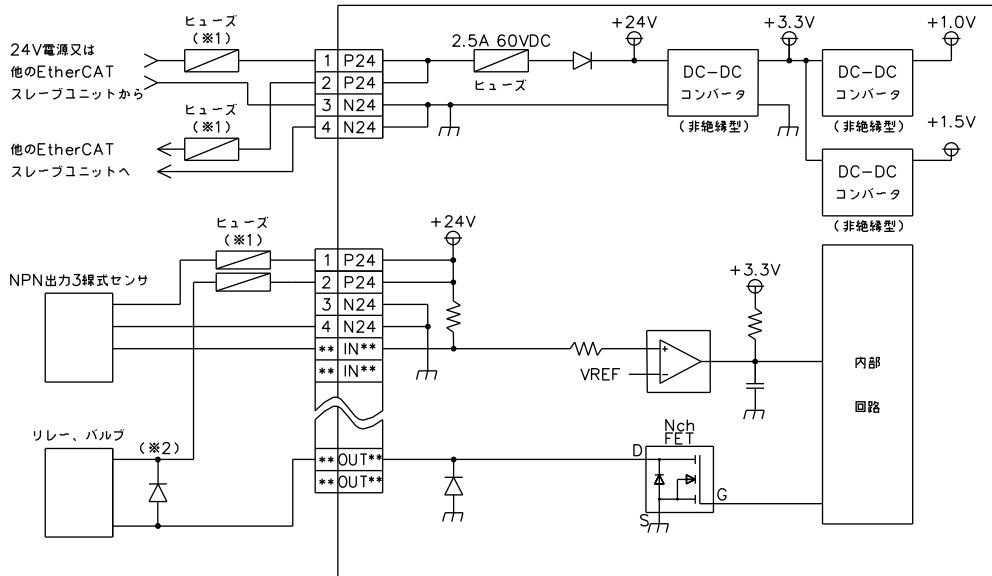 ヒューズ
(※1)
24V電源又は
他のEtherCAT
スレーブユニットから
ヒューズ
(※1)
他のEtherCAT
スレーブユニットへ
1 P24
2 P24
3 N24
4 N24
2.5A 60VDC
ヒューズ
+24V
DC-DC
コンバータ
(非絶縁型)
+3.3V
DC-DC
コンバータ
(非絶縁型)
+1.0V
+1.5V
DC-DC
コンバータ
(非絶縁型)
ヒューズ
(※1)
NPN出力3線式センサ
1 P24
2 P24
3 N24
4 N24
** IN**
** IN**
+24V
VREF
+
-
+3.3V
内部
回路
リレー、バルブ
(※2)
** OUT**
** OUT**
Nch
FET
D
G
S